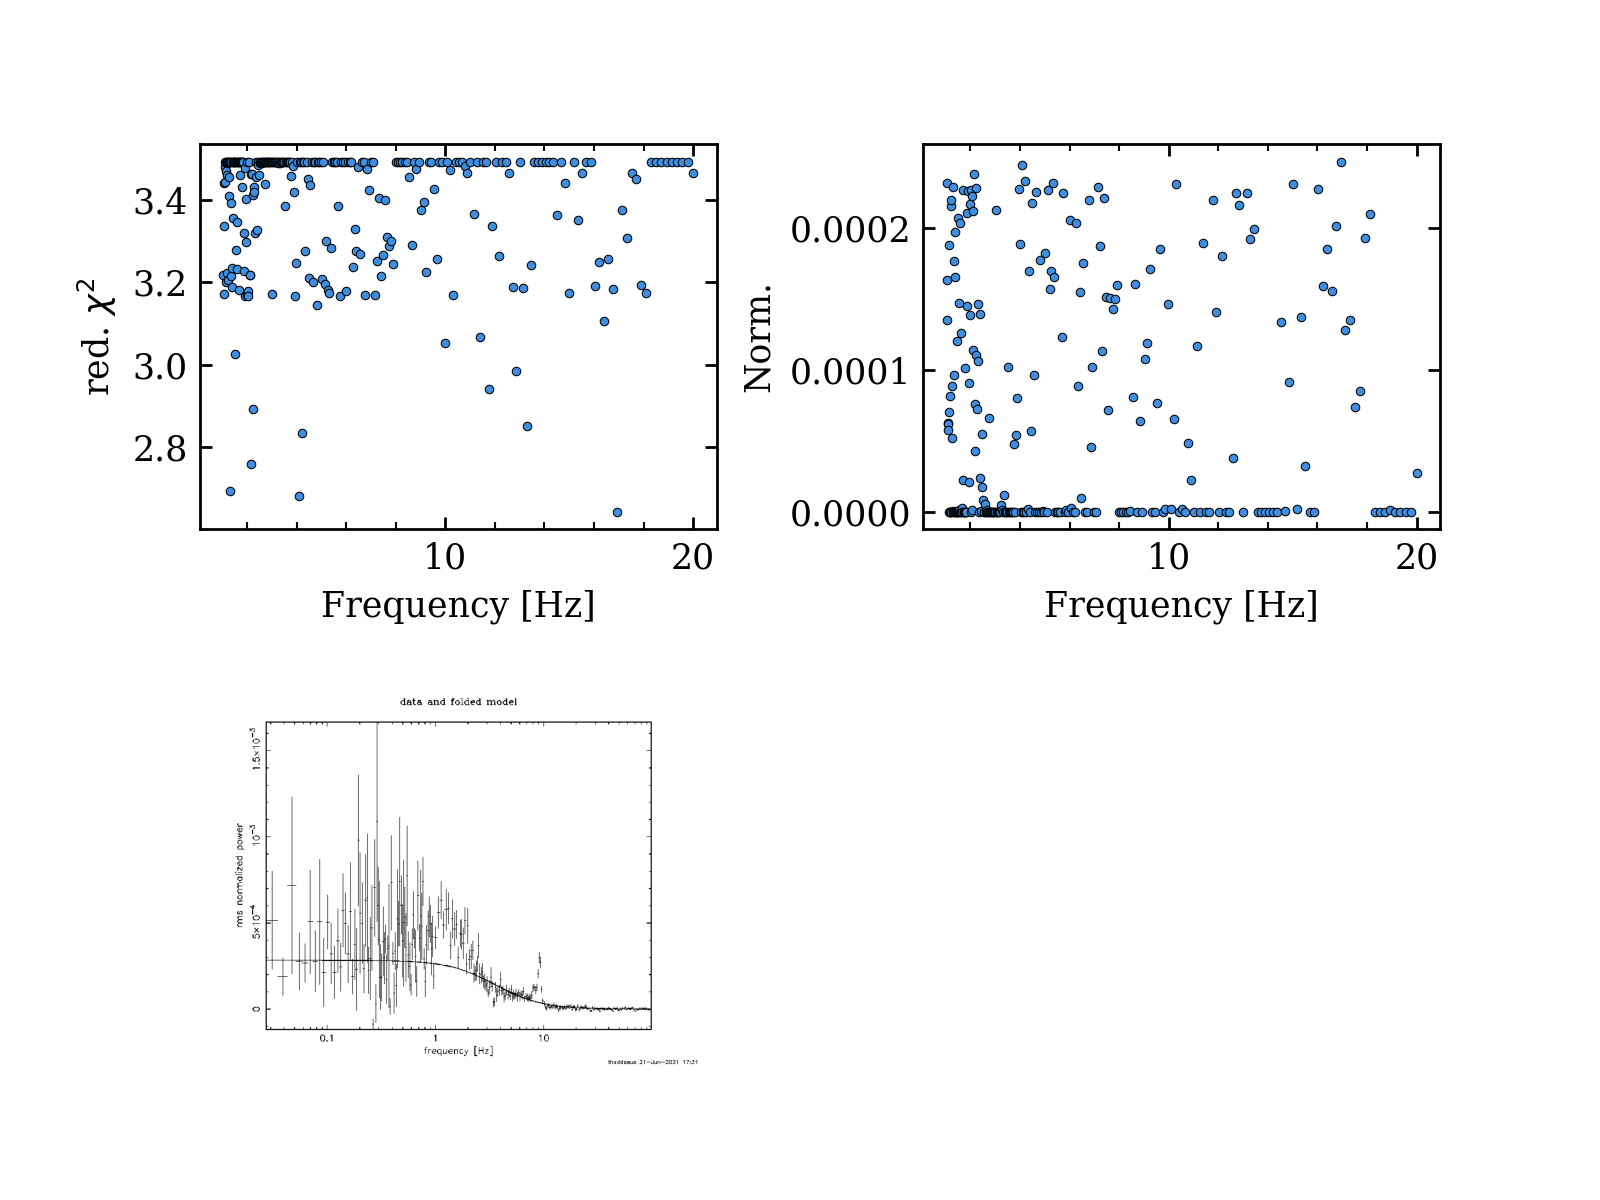 3.4
3.2
3.0
2.8
red. χ²
10
20
Frequency [Hz]
0.0002
0.0001
0.0000
Norm.
10
20
Frequency [Hz]
data and folded model
1.5×10⁻³
10⁻³
5×10⁻⁴
0
rms normalized power
0.1
1
10
frequency [Hz]
thaddaeus 21-Jun-2021 17:31